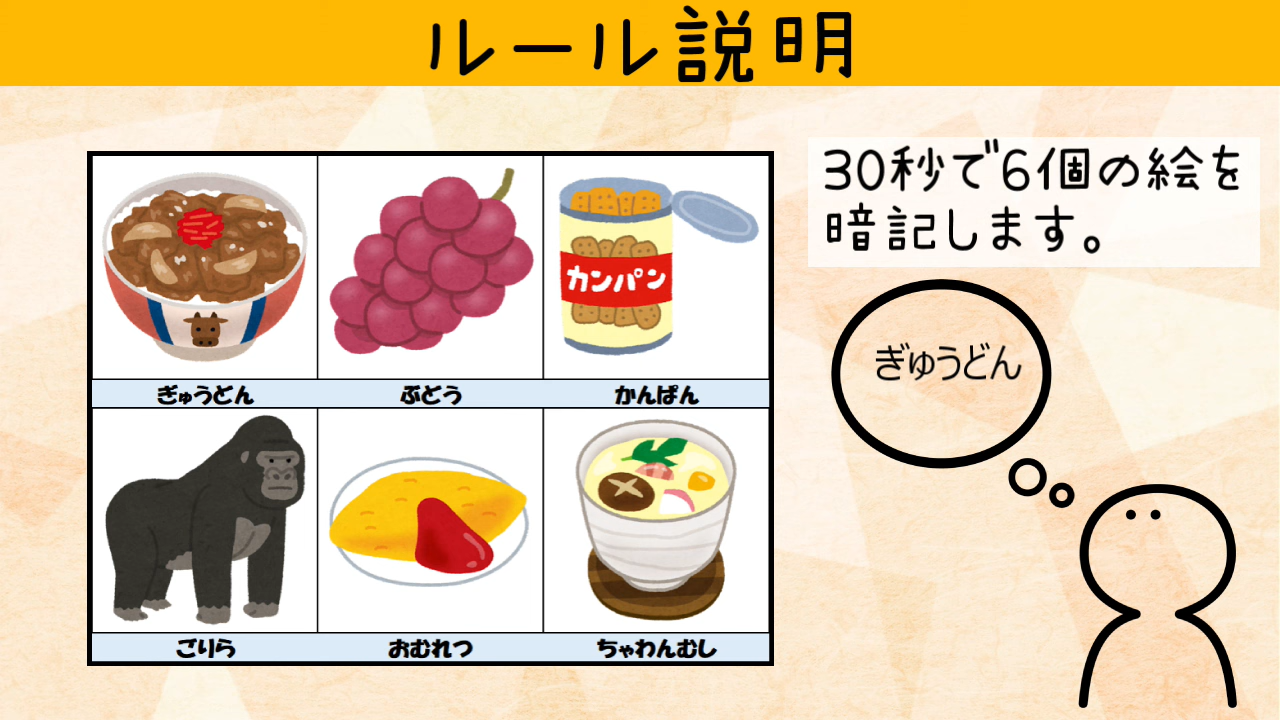 ルール説明
30秒で6個の絵を
暗記します。
カンパン
ぎゅうどん
ぶどう
かんぱん
ごりら
おむれつ
ちゃわんむし
ぎゅうどん